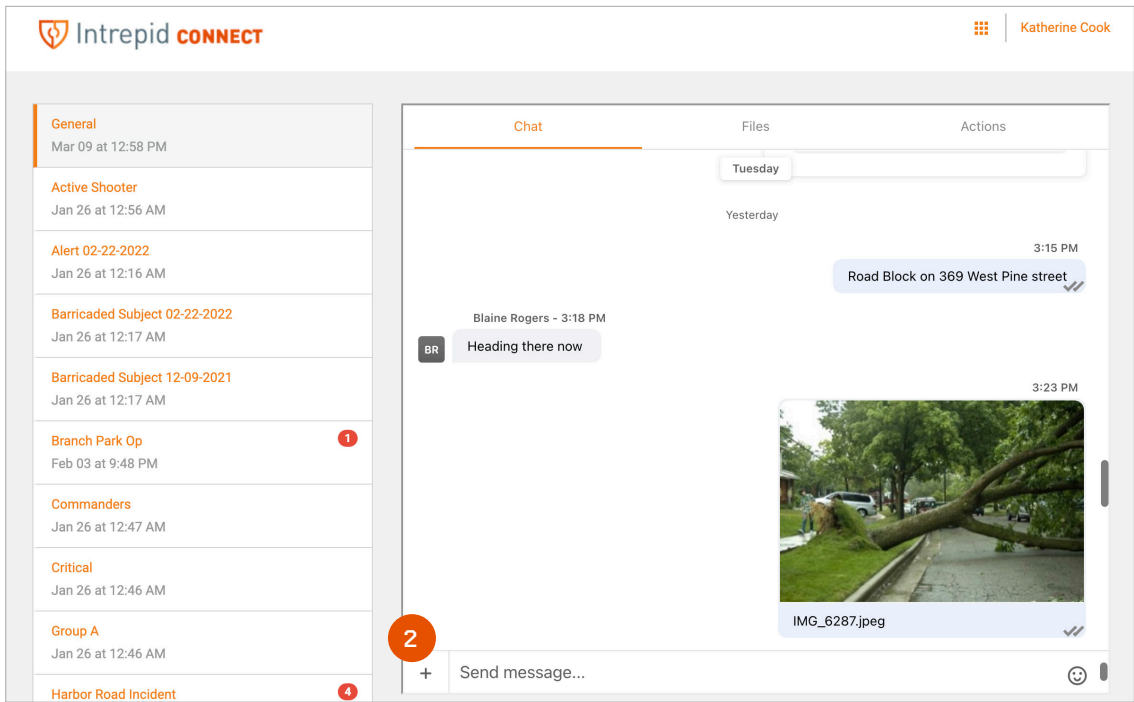 Intrepid CONNECT
Katherine Cook
General
Mar 09 at 12:58 PM
Active Shooter
Jan 26 at 12:56 AM
Alert 02-22-2022
Jan 26 at 12:16 AM
Barricaded Subject 02-22-2022
Jan 26 at 12:17 AM
Barricaded Subject 12-09-2021
Jan 26 at 12:17 AM
Branch Park Op
1
Feb 03 at 9:48 PM
Commanders
Jan 26 at 12:47 AM
Critical
Jan 26 at 12:46 AM
Group A
Jan 26 at 12:46 AM
Harbor Road Incident
4
Chat Files Actions
Tuesday
Yesterday
3:15 PM
Road Block on 369 West Pine street
Blaine Rogers - 3:18 PM
BR
Heading there now
3:23 PM
IMG_6287.jpeg
2
+ Send message...